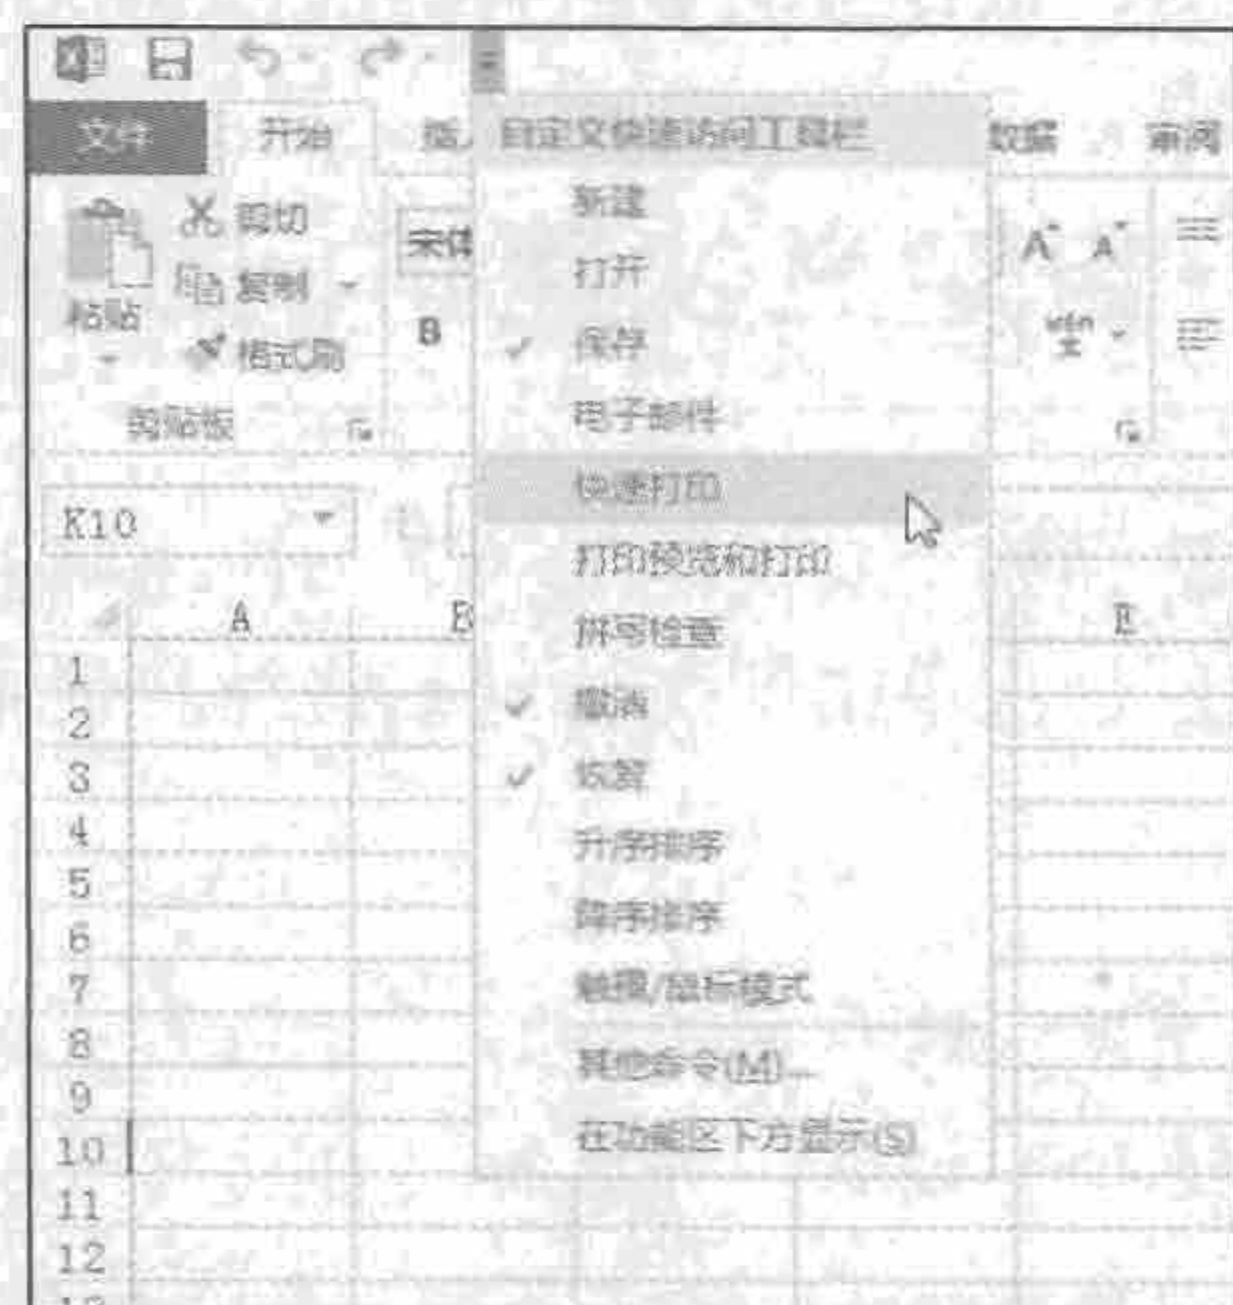 文件 开始 插 数据 审阅
自定义快速访问工具栏
新建
打开
✓ 保存
电子邮件
快速打印
打印预览和打印
拼写检查
✓ 撤消
✓ 恢复
升序排序
降序排序
触摸/鼠标模式
其他命令(M)...
在功能区下方显示(S)
粘贴
剪切
复制
格式刷
剪贴板
宋体
B
A A
wén
文
K10
A B E
1
2
3
4
5
6
7
8
9
10
11
12